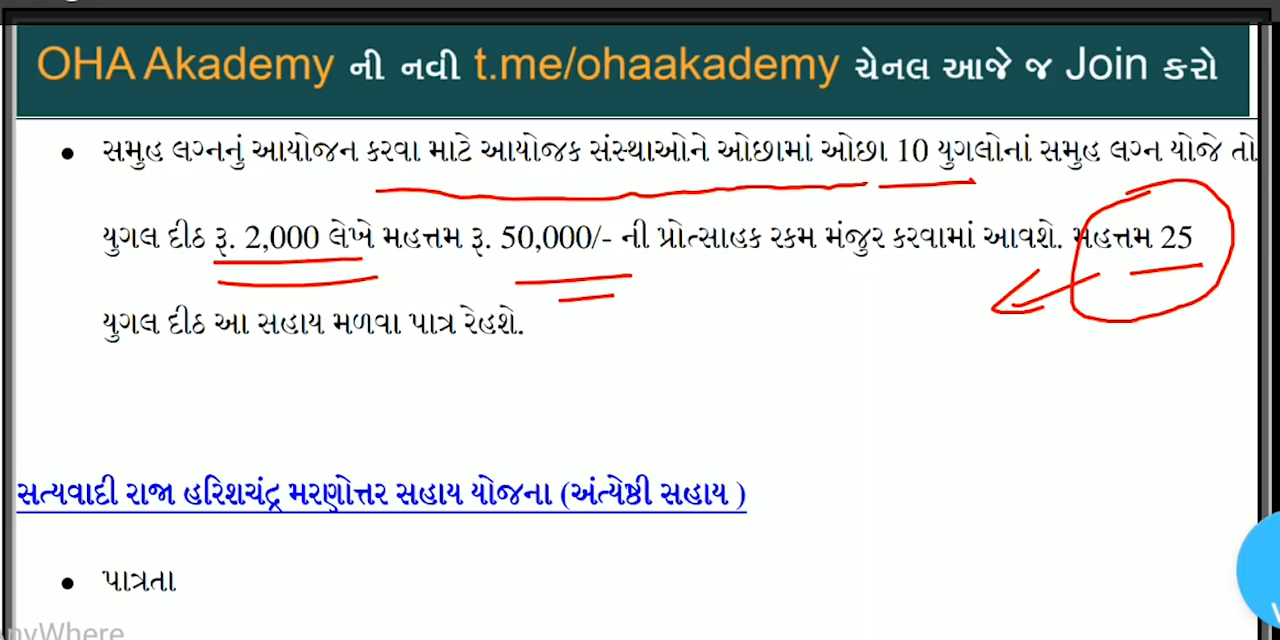 OHA Akademy ની નવી t.me/ohaakademy ચેનલ આજે જ Join કરો
• સમુહ લગ્નનું આયોજન કરવા માટે આયોજક સંસ્થાઓને ઓછામાં ઓછા 10 યુગલોનાં સમુહ લગ્ન યોજે તો
યુગલ દીઠ રૂ. 2,000 લેખે મહત્તમ રૂ. 50,000/- ની પ્રોત્સાહક રકમ મંજુર કરવામાં આવશે. મહત્તમ 25
યુગલ દીઠ આ સહાય મળવા પાત્ર રેહશે.
સત્યવાદી રાજા હરિશચંદ્ર મરણોત્તર સહાય યોજના (અંત્યેષ્ઠી સહાય )
• પાત્રતા